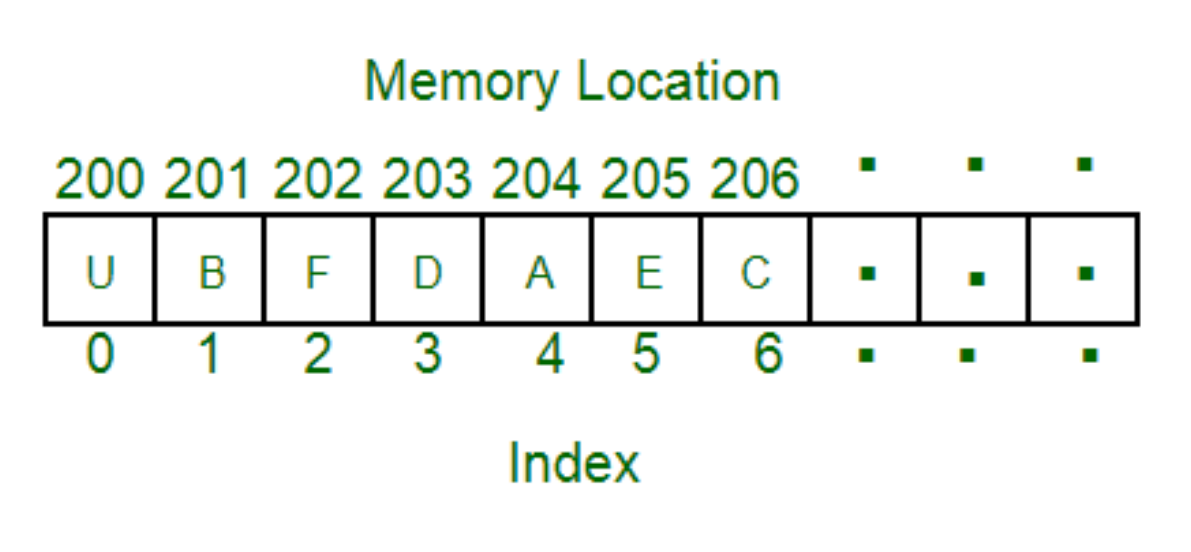 Memory Location
200 201 202 203 204 205 206 . . .
U B F D A E C . . .
0 1 2 3 4 5 6 . . .
Index